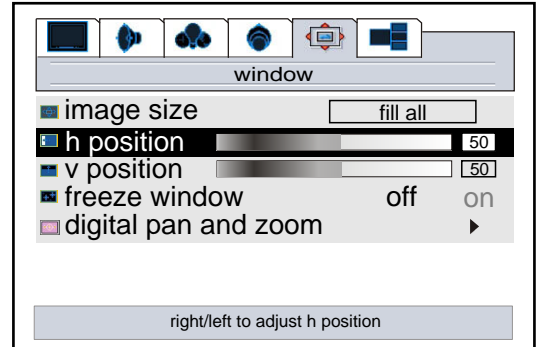 window
image size fill all
h position 50
v position 50
freeze window off on
digital pan and zoom
right/left to adjust h position